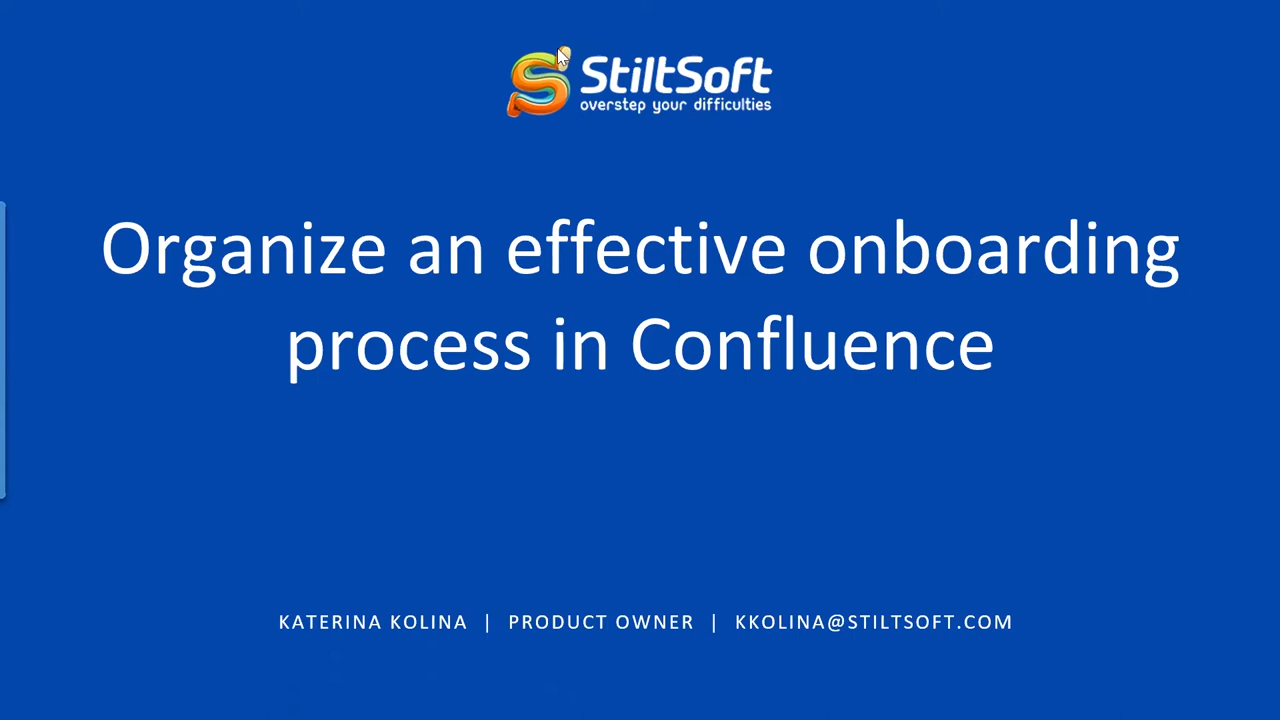 StiltSoft
overstep your difficulties
Organize an effective onboarding
process in Confluence
KATERINA KOLINA | PRODUCT OWNER | KKOLINA@STILTSOFT.COM